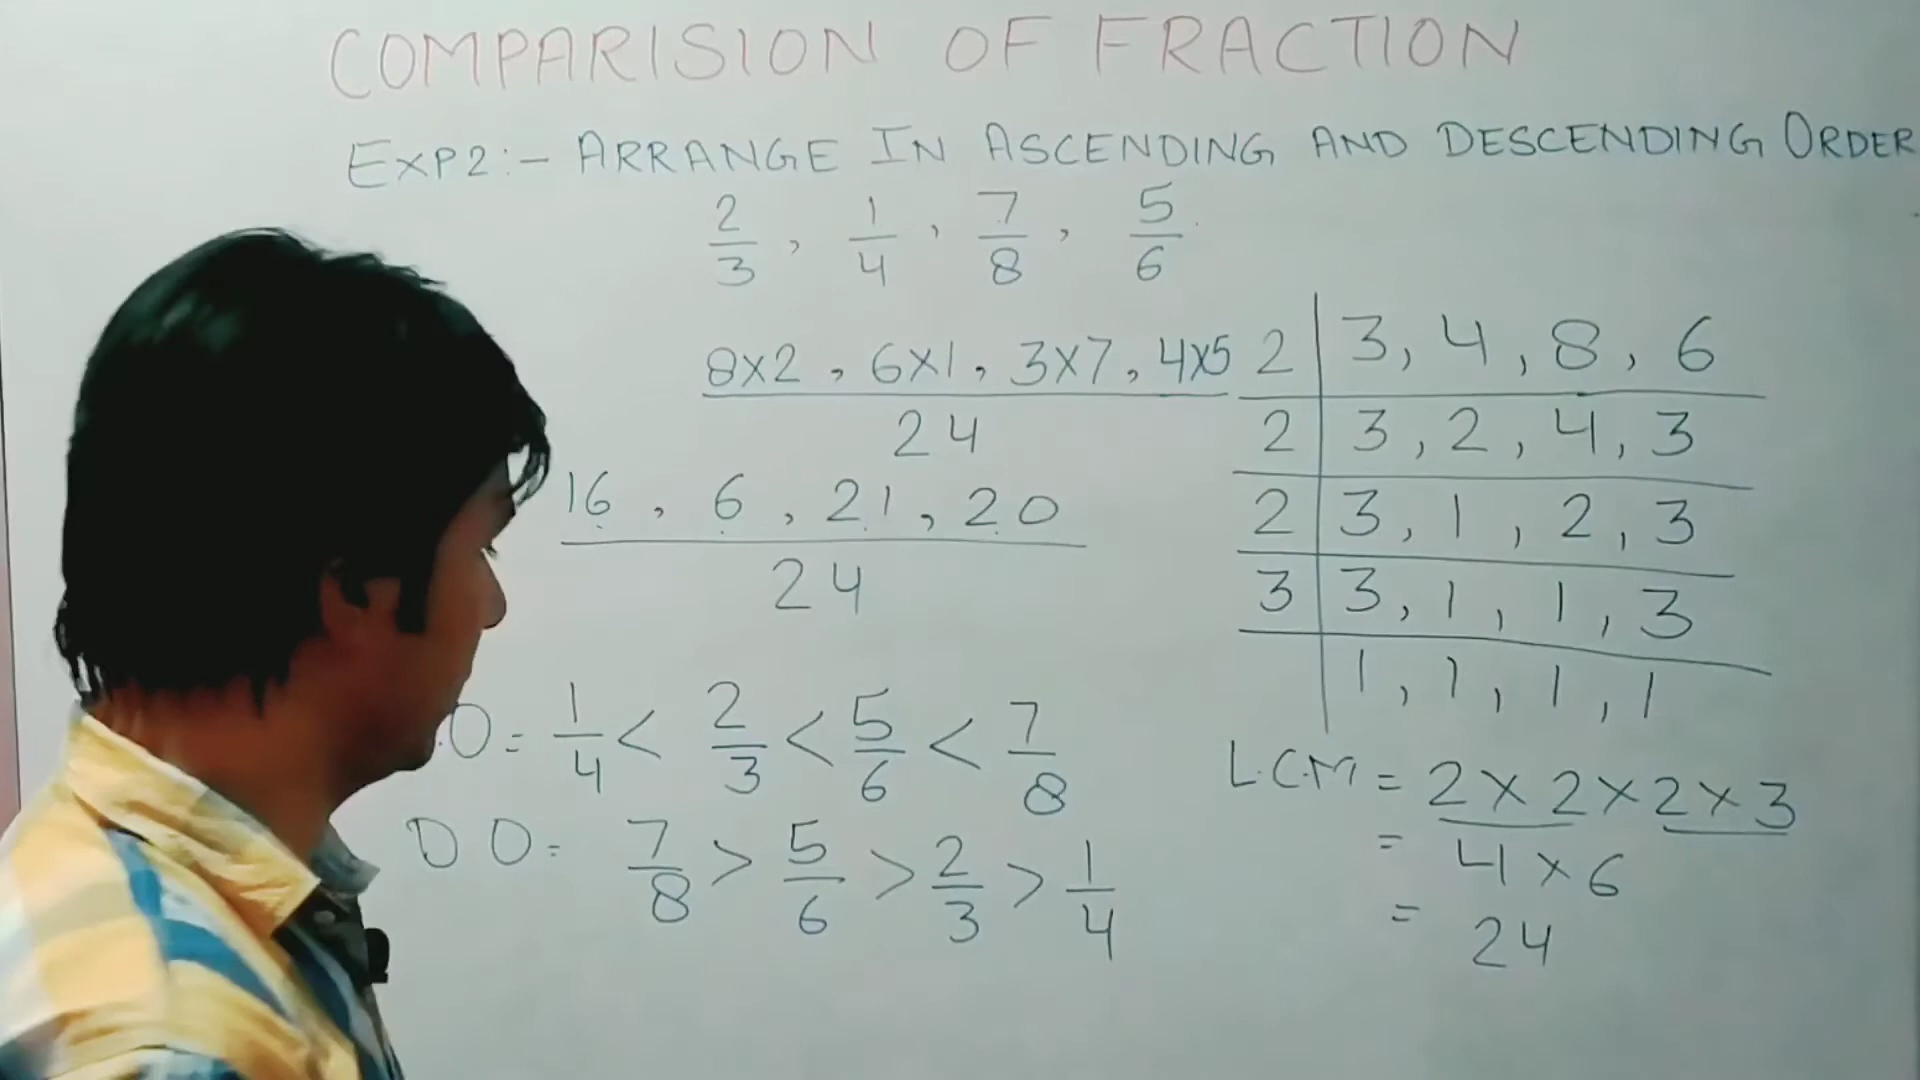 COMPARISION OF FRACTION
EXP2:- ARRANGE IN ASCENDING AND DESCENDING ORDER
2/3, 1/4, 7/8, 5/6
8x2, 6x1, 3x7, 4x5
24
16, 6, 21, 20
24
.O = 1/4 < 2/3 < 5/6 < 7/8
D O = 7/8 > 5/6 > 2/3 > 1/4
2 | 3, 4, 8, 6
2 | 3, 2, 4, 3
2 | 3, 1, 2, 3
3 | 3, 1, 1, 3
1, 1, 1, 1
L.C.M = 2 x 2 x 2 x 3
= 4 x 6
= 24